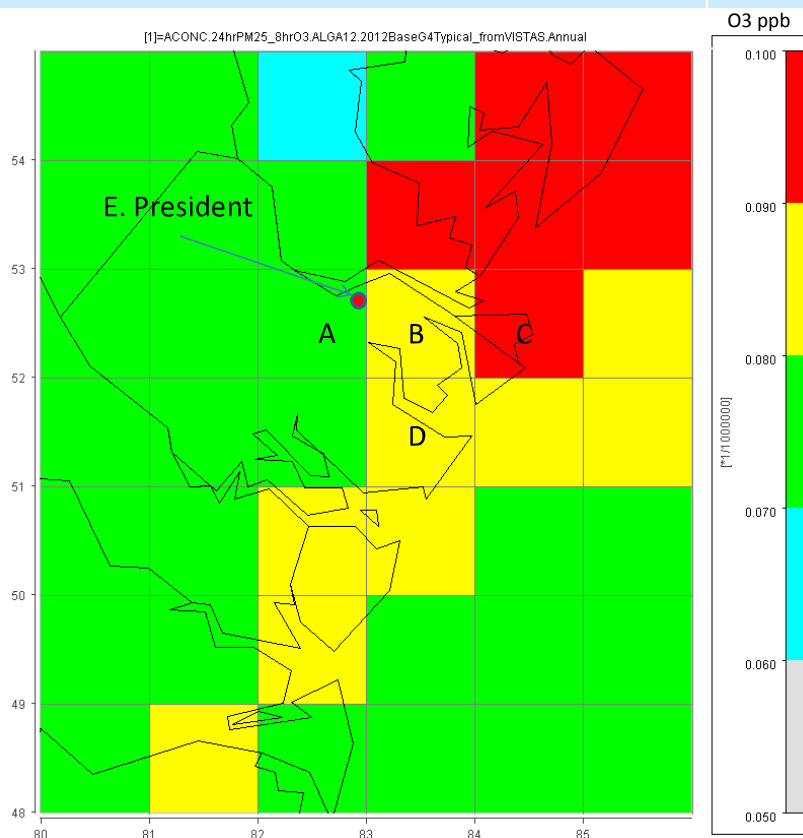 O3 ppb
[1]=ACONC.24hrPM25_8hrO3.ALGA12.2012BaseG4Typical_fromVISTAS.Annual
54
53
52
51
50
49
48
80
81
82
83
84
85
E. President
A
B
C
D
0.100
0.090
0.080
0.070
0.060
0.050
[*1/1000000]